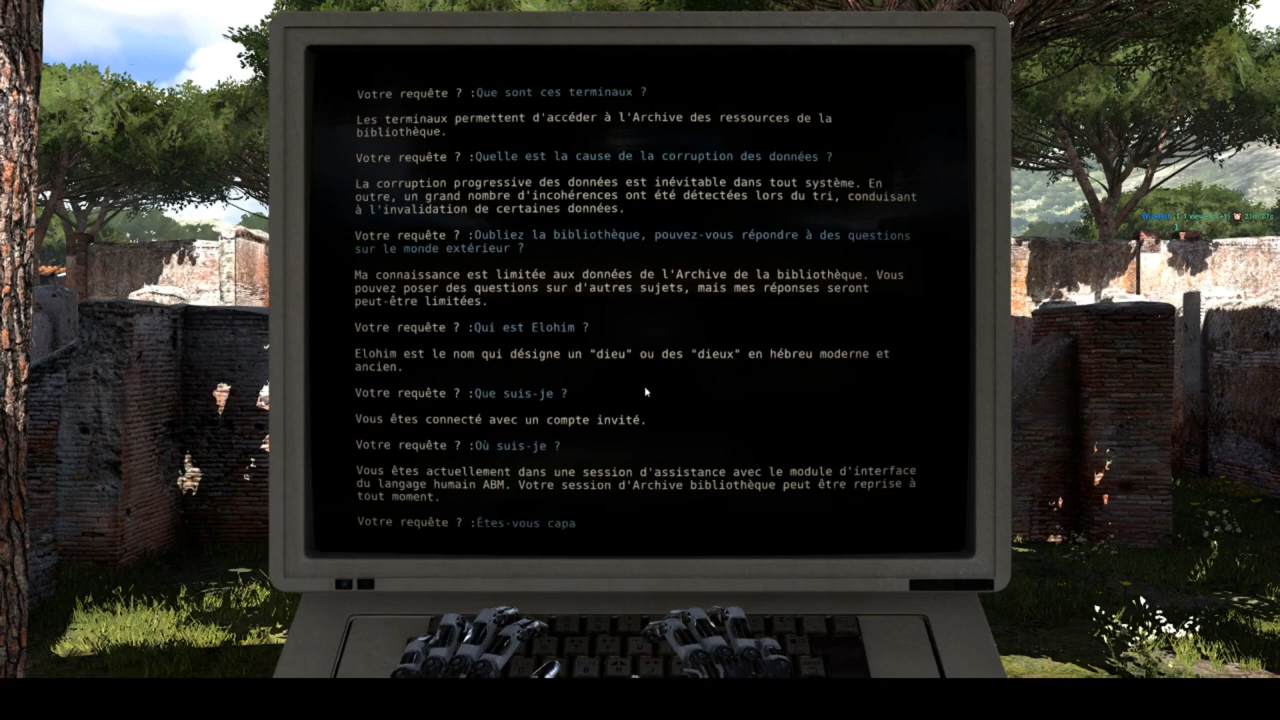 Votre requête ? :Que sont ces terminaux ?
Les terminaux permettent d'accéder à l'Archive des ressources de la
bibliothèque.
Votre requête ? :Quelle est la cause de la corruption des données ?
La corruption progressive des données est inévitable dans tout système. En
outre, un grand nombre d'incohérences ont été détectées lors du tri, conduisant
à l'invalidation de certaines données.
Votre requête ? :Oubliez la bibliothèque, pouvez-vous répondre à des questions
sur le monde extérieur ?
Ma connaissance est limitée aux données de l'Archive de la bibliothèque. Vous
pouvez poser des questions sur d'autres sujets, mais mes réponses seront
peut-être limitées.
Votre requête ? :Qui est Elohim ?
Elohim est le nom qui désigne un "dieu" ou des "dieux" en hébreu moderne et
ancien.
Votre requête ? :Que suis-je ?
Vous êtes connecté avec un compte invité.
Votre requête ? :Où suis-je ?
Vous êtes actuellement dans une session d'assistance avec le module d'interface
du langage humain ABM. Votre session d'Archive bibliothèque peut être reprise à
tout moment.
Votre requête ? :Êtes-vous capa